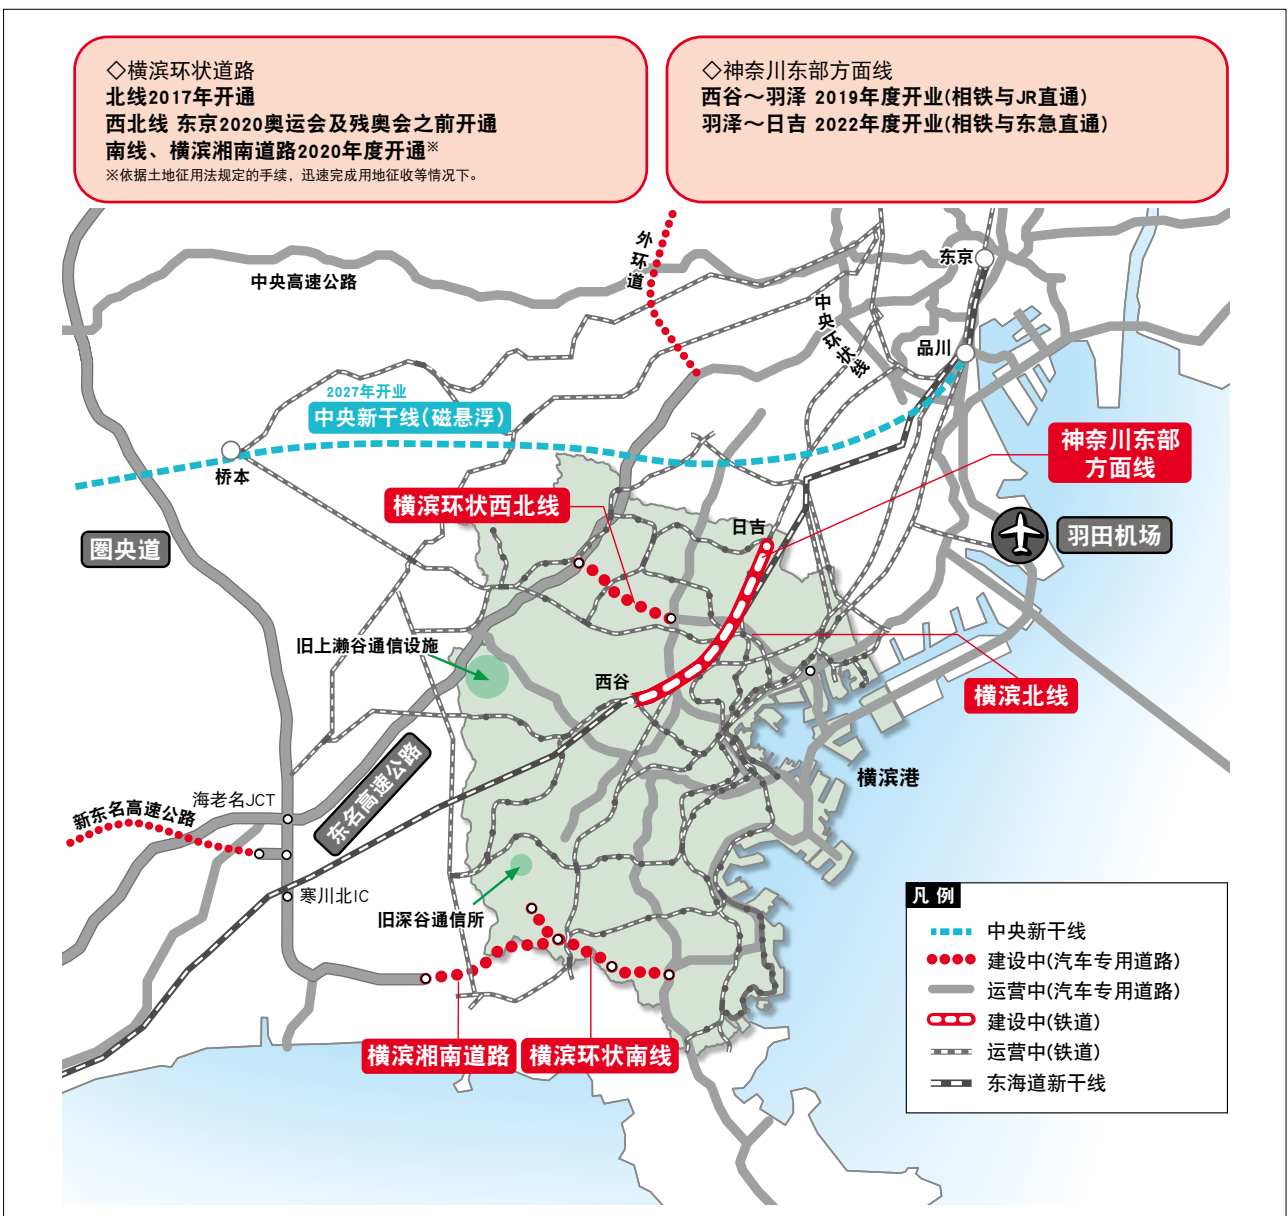 ◇横滨环状道路
北线2017年开通
西北线 东京2020奥运会及残奥会之前开通
南线、横滨湘南道路2020年度开通※
※依据土地征用法规定的手续，迅速完成用地征收等情况下。
◇神奈川东部方面线
西谷～羽泽 2019年度开业(相铁与JR直通)
羽泽～日吉 2022年度开业(相铁与东急直通)
外环道
东京
中央高速公路
中央环状线
品川
2027年开业
中央新干线(磁悬浮)
神奈川东部
方面线
桥本
横滨环状西北线
日吉
圈央道
羽田机场
旧上濑谷通信设施
西谷
横滨北线
东名高速公路
横滨港
海老名JCT
新东名高速公路
寒川北IC
旧深谷通信所
横滨湘南道路
横滨环状南线
凡例
中央新干线
建设中(汽车专用道路)
运营中(汽车专用道路)
建设中(铁道)
运营中(铁道)
东海道新干线